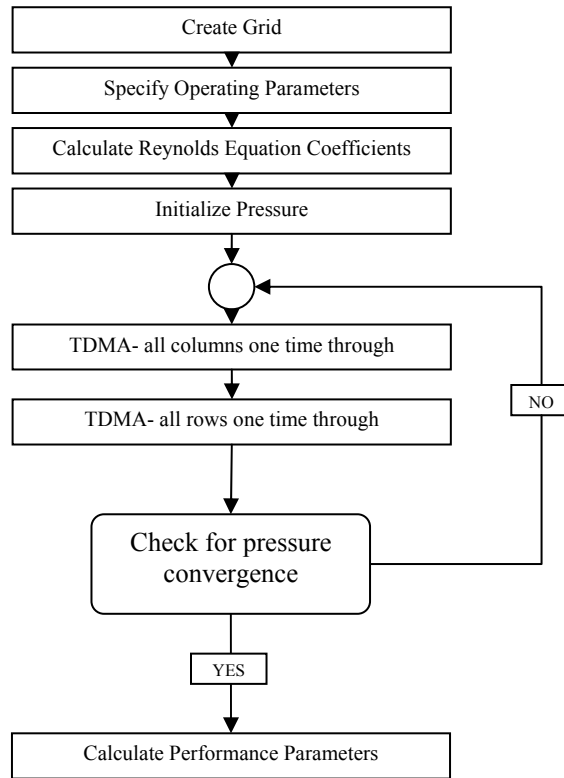 Create Grid
Specify Operating Parameters
Calculate Reynolds Equation Coefficients
Initialize Pressure
TDMA- all columns one time through
TDMA- all rows one time through
NO
Check for pressure
convergence
YES
Calculate Performance Parameters